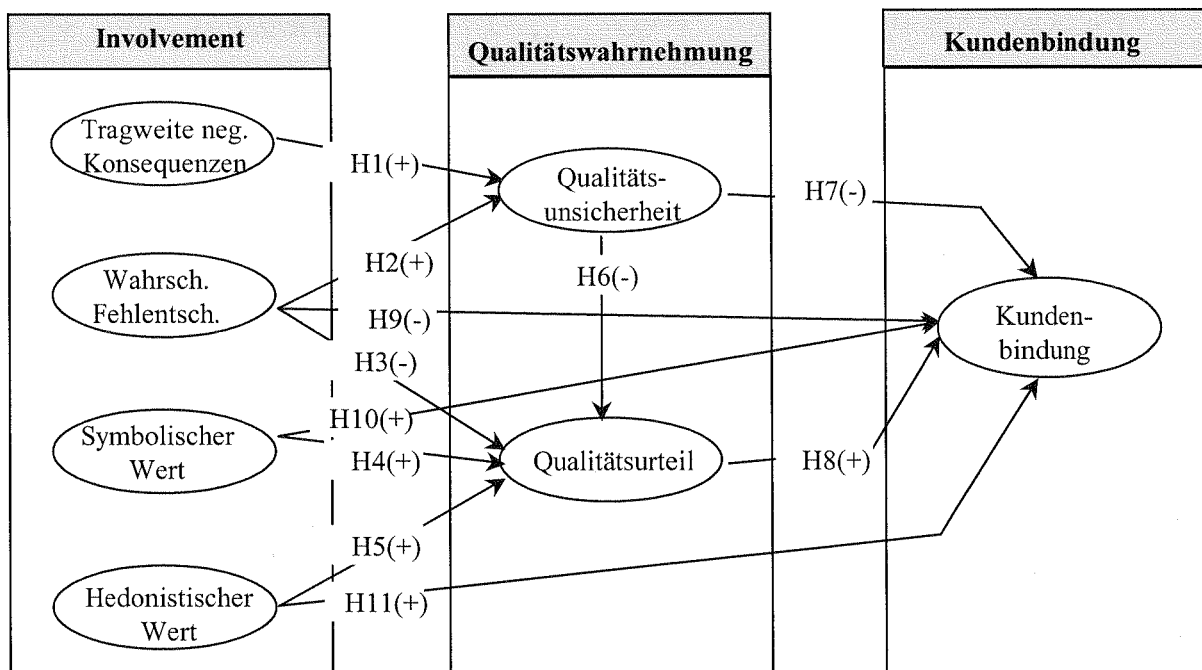 Involvement
Qualitätswahrnehmung
Kundenbindung
Tragweite neg.
Konsequenzen
H1(+)
Qualitäts-
unsicherheit
H7(-)
H2(+)
H6(-)
Wahrsch.
Fehlentsch.
H9(-)
Kunden-
bindung
H3(-)
H10(+)
Symbolischer
Wert
H4(+)
Qualitätsurteil
H8(+)
H5(+)
Hedonistischer
Wert
H11(+)